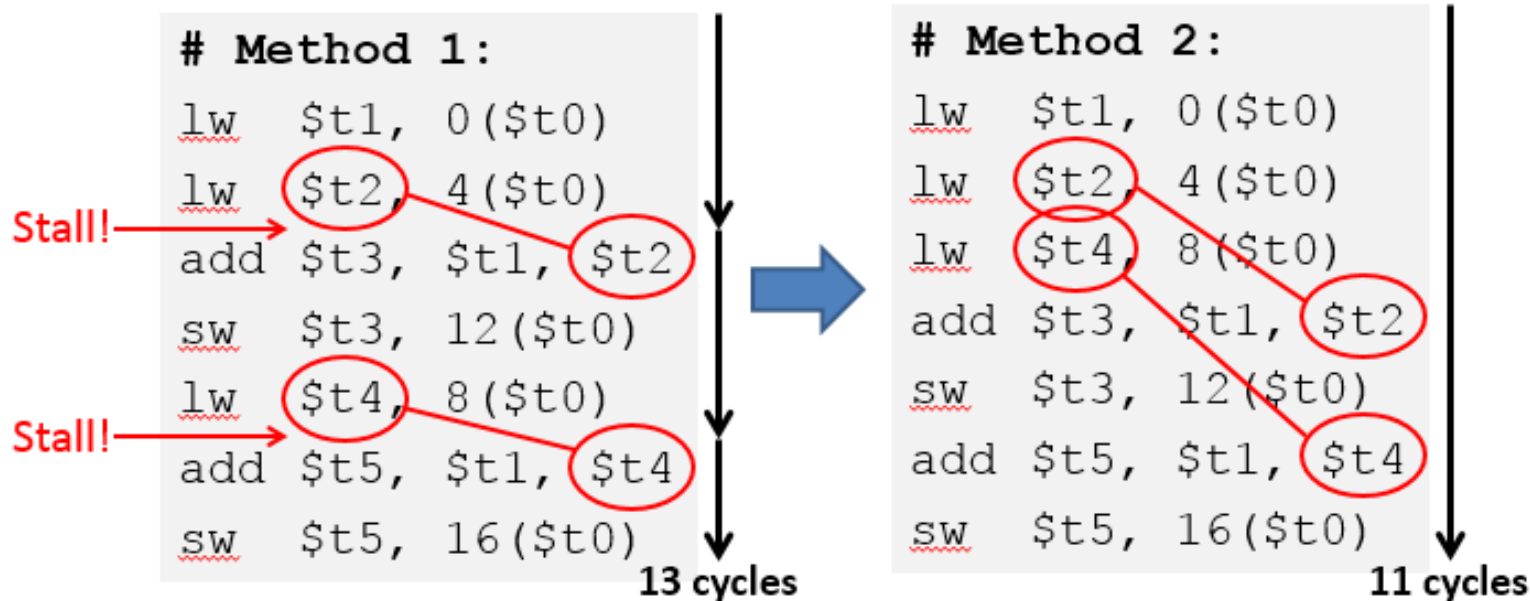 # Method 1:
lw $t1, 0($t0)
lw $t2, 4($t0)
Stall!
add $t3, $t1, $t2
sw $t3, 12($t0)
lw $t4, 8($t0)
Stall!
add $t5, $t1, $t4
sw $t5, 16($t0)
13 cycles
# Method 2:
lw $t1, 0($t0)
lw $t2, 4($t0)
lw $t4, 8($t0)
add $t3, $t1, $t2
sw $t3, 12($t0)
add $t5, $t1, $t4
sw $t5, 16($t0)
11 cycles